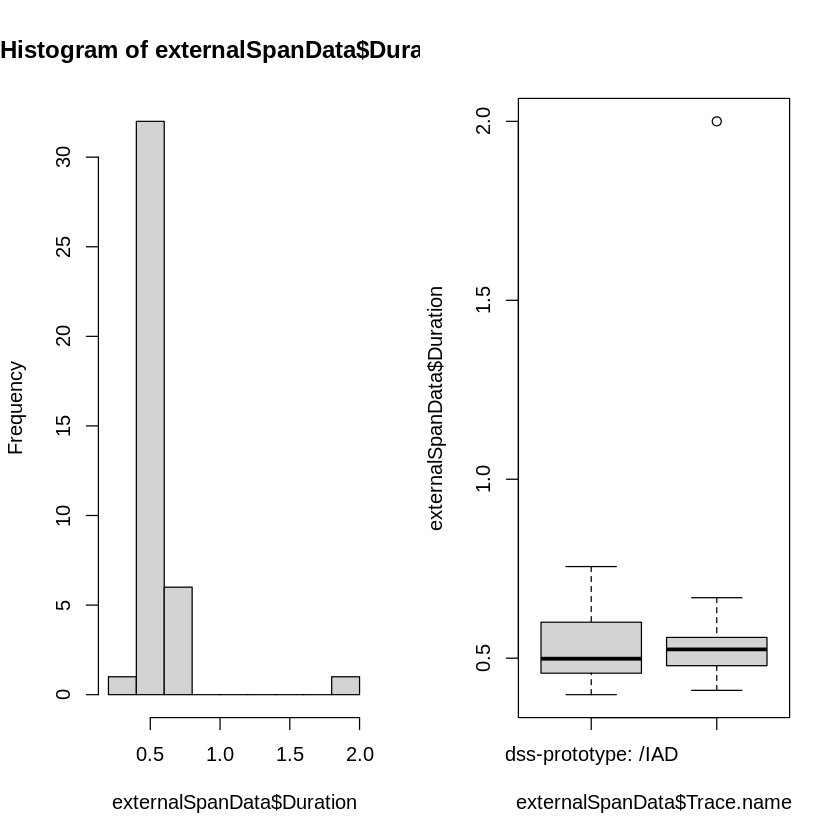 Histogram of externalSpanData$Dura
Frequency
0
5
10
15
20
25
30
0.5
1.0
1.5
2.0
externalSpanData$Duration
externalSpanData$Duration
0.5
1.0
1.5
2.0
dss-prototype: /IAD
externalSpanData$Trace.name